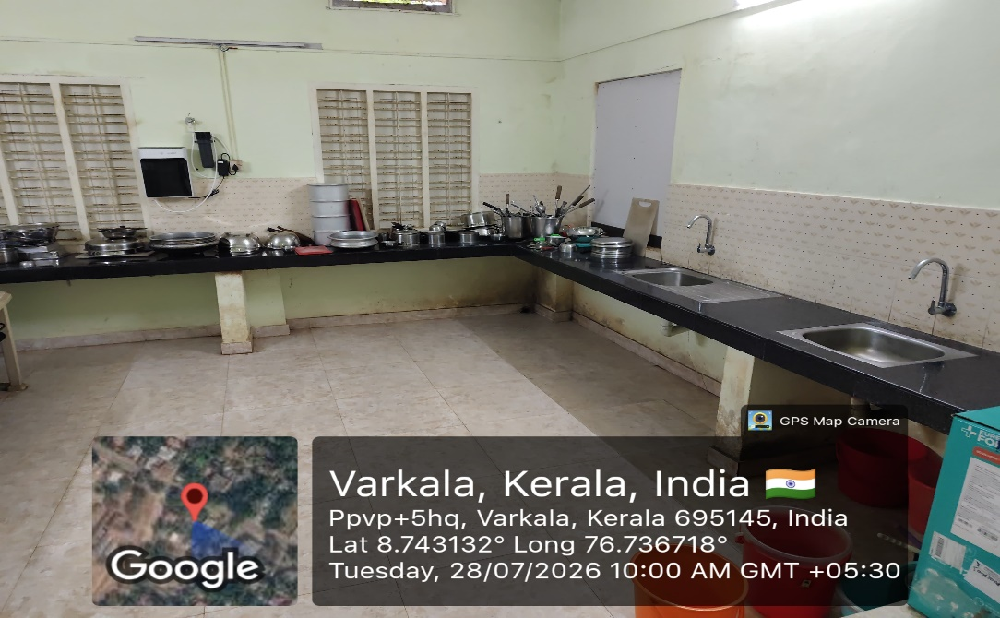 GPS Map Camera
Varkala, Kerala, India
Ppvp+5hq, Varkala, Kerala 695145, India
Lat 8.743132° Long 76.736718°
Tuesday, 28/07/2026 10:00 AM GMT +05:30
Google